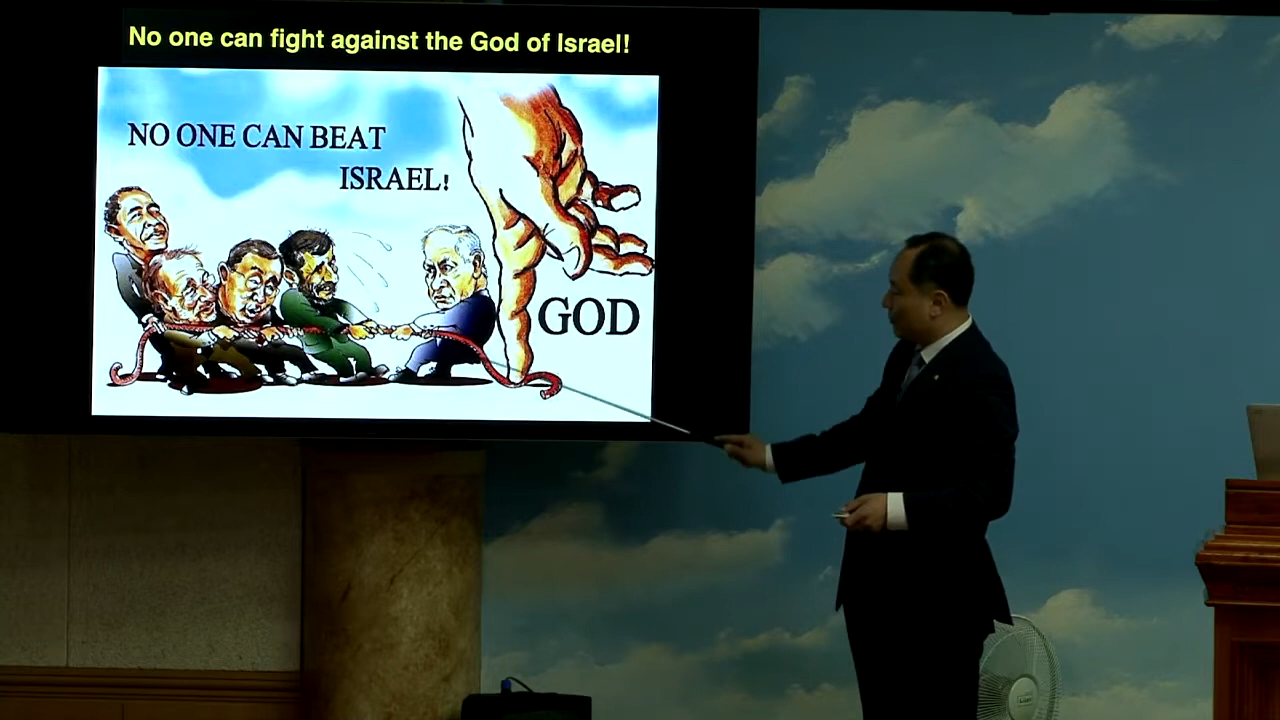 No one can fight against the God of Israel!
NO ONE CAN BEAT
ISRAEL!
GOD